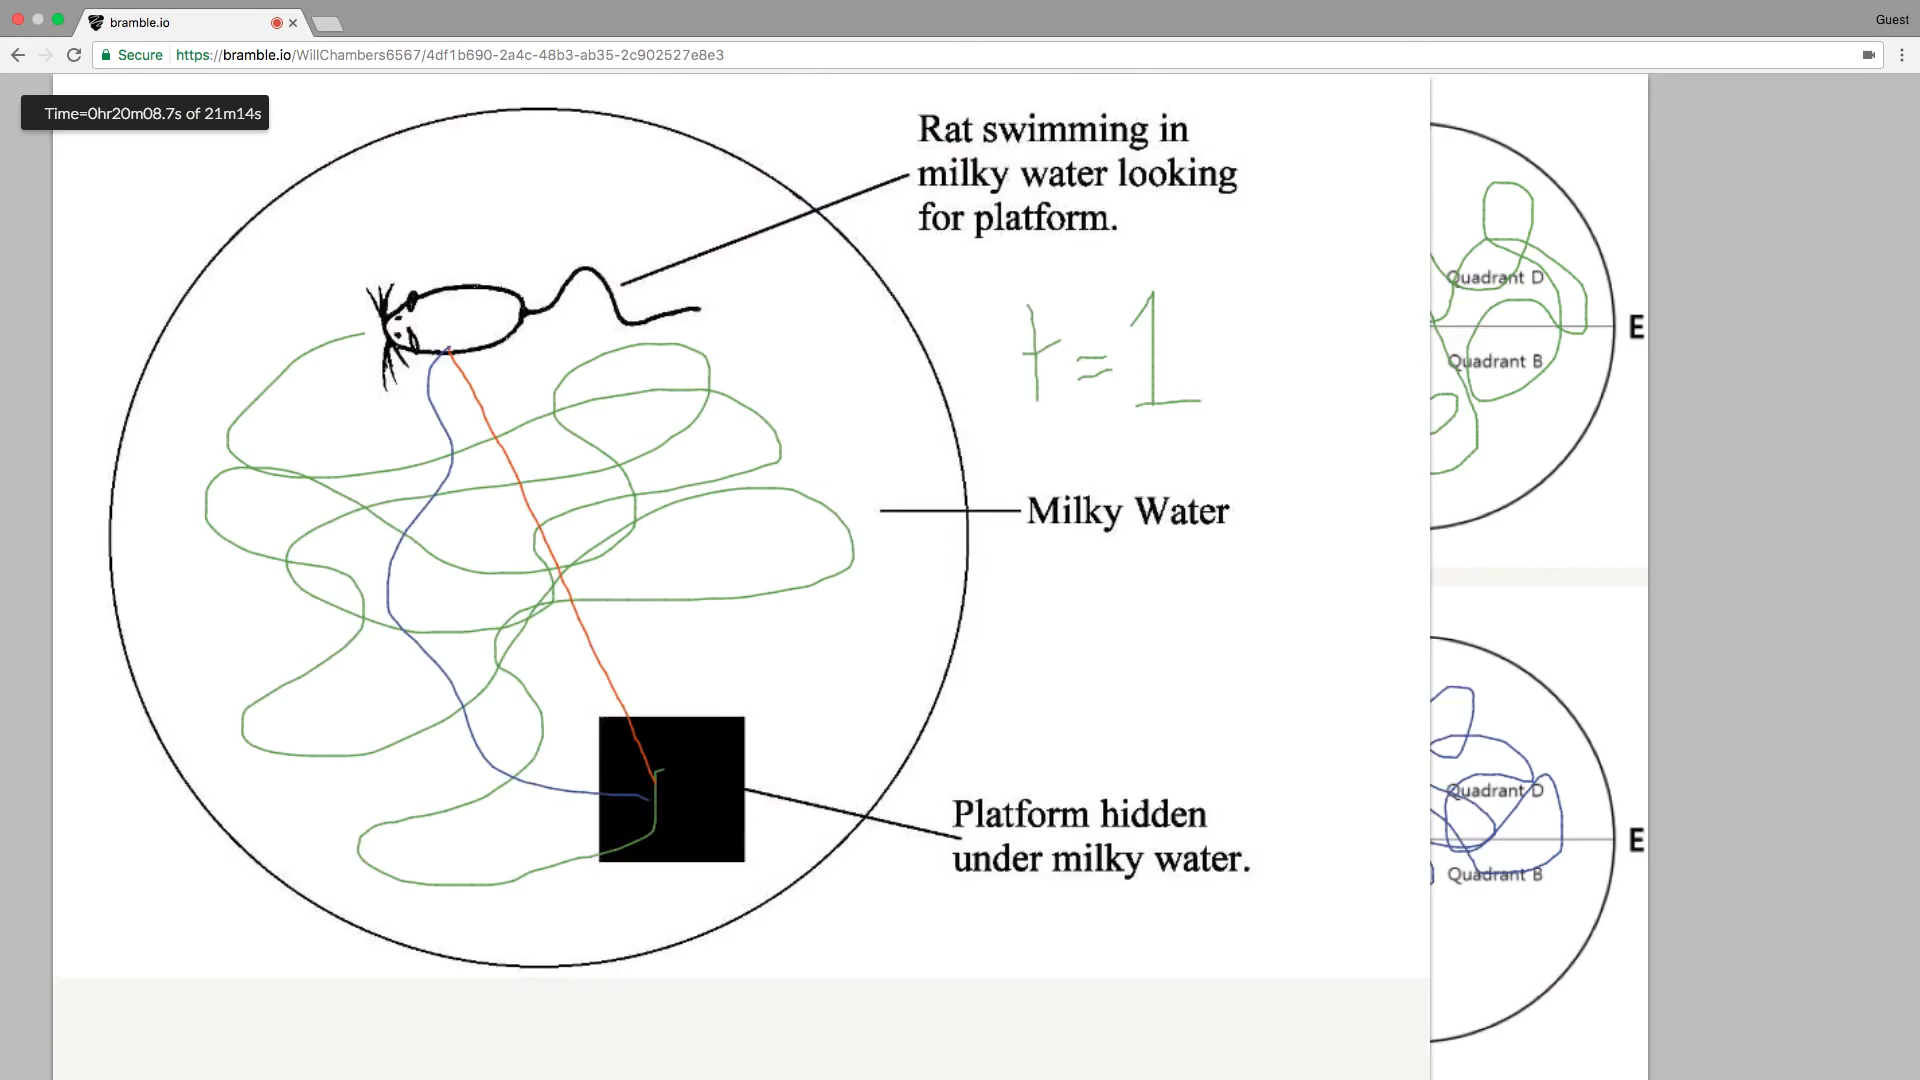 bramble.io
Guest
Secure
https://bramble.io/WillChambers6567/4df1b690-2a4c-48b3-ab35-2c902527e8e3
Time=0hr20m08.7s of 21m14s
Rat swimming in
milky water looking
for platform.
t=1
Milky Water
Platform hidden
under milky water.
Quadrant D
E
Quadrant B
Quadrant D
E
Quadrant B